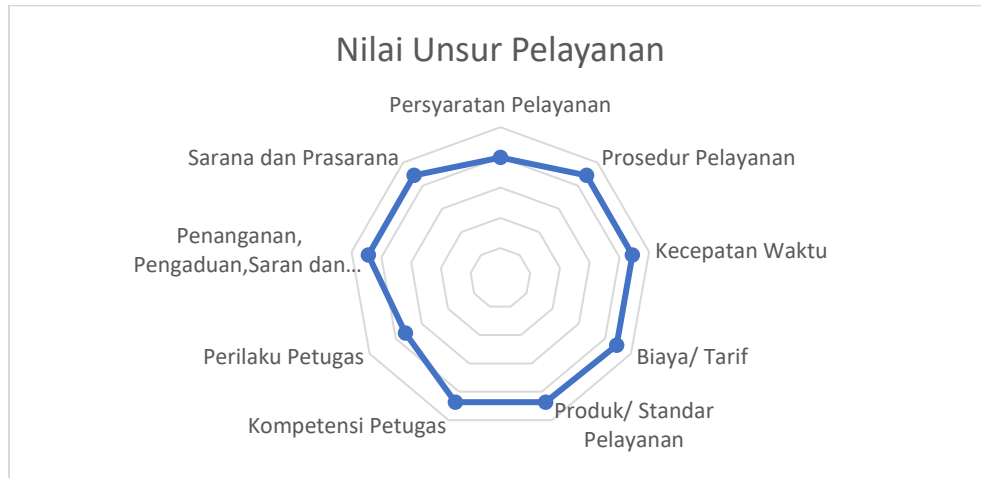 Nilai Unsur Pelayanan
Persyaratan Pelayanan
Prosedur Pelayanan
Kecepatan Waktu
Biaya/ Tarif
Produk/ Standar
Pelayanan
Kompetensi Petugas
Perilaku Petugas
Penanganan,
Pengaduan,Saran dan...
Sarana dan Prasarana